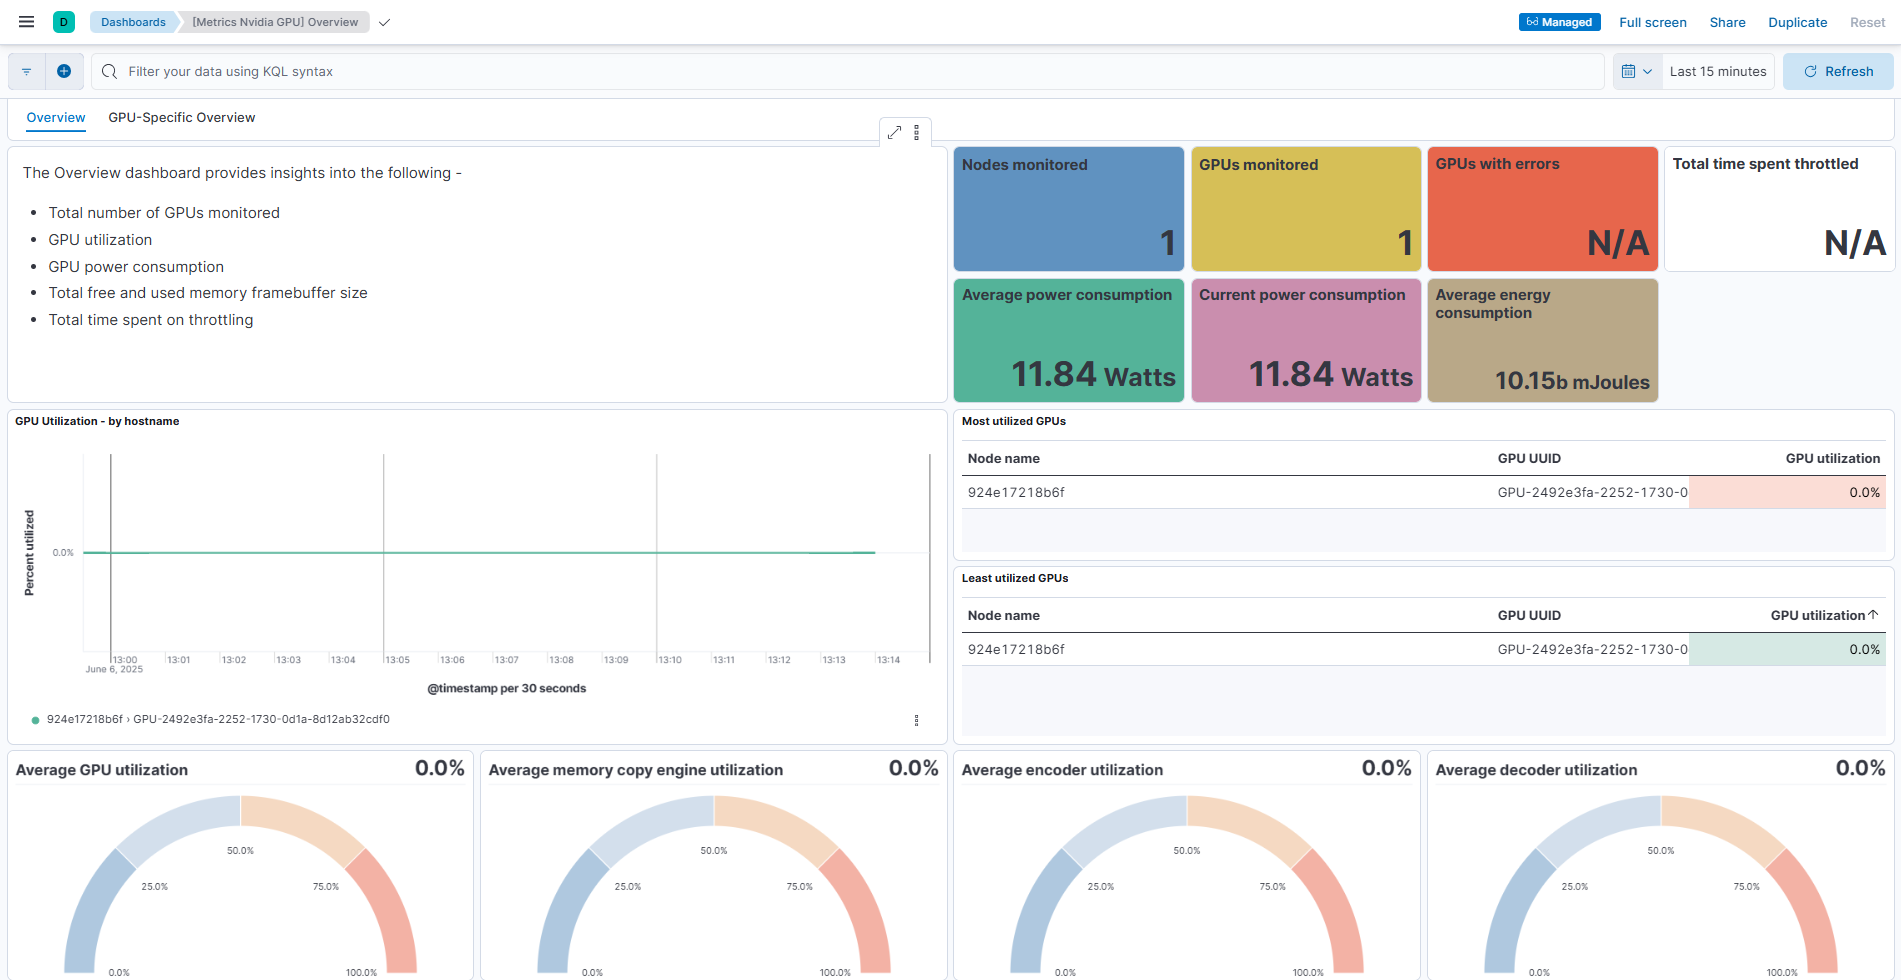 D
Dashboards
[Metrics Nvidia GPU] Overview
Managed
Full screen
Share
Duplicate
Reset
Filter your data using KQL syntax
Last 15 minutes
Refresh
Overview
GPU-Specific Overview
The Overview dashboard provides insights into the following -
• Total number of GPUs monitored
• GPU utilization
• GPU power consumption
• Total free and used memory framebuffer size
• Total time spent on throttling
Nodes monitored
1
GPUs monitored
1
GPUs with errors
N/A
Total time spent throttled
N/A
Average power consumption
11.84 Watts
Current power consumption
11.84 Watts
Average energy
consumption
10.15b mJoules
GPU Utilization - by hostname
Percent utilized
0.0%
13:00
13:01
13:02
13:03
13:04
13:05
13:06
13:07
13:08
13:09
13:10
13:11
13:12
13:13
13:14
June 6, 2025
@timestamp per 30 seconds
924e17218b6f › GPU-2492e3fa-2252-1730-0d1a-8d12ab32cdf0
Most utilized GPUs
Node name GPU UUID GPU utilization
924e17218b6f GPU-2492e3fa-2252-1730-0 0.0%
Least utilized GPUs
Node name GPU UUID GPU utilization
924e17218b6f GPU-2492e3fa-2252-1730-0 0.0%
Average GPU utilization 0.0%
50.0%
25.0% 75.0%
0.0% 100.0%
Average memory copy engine utilization 0.0%
50.0%
25.0% 75.0%
0.0% 100.0%
Average encoder utilization 0.0%
50.0%
25.0% 75.0%
0.0% 100.0%
Average decoder utilization 0.0%
50.0%
25.0% 75.0%
0.0% 100.0%